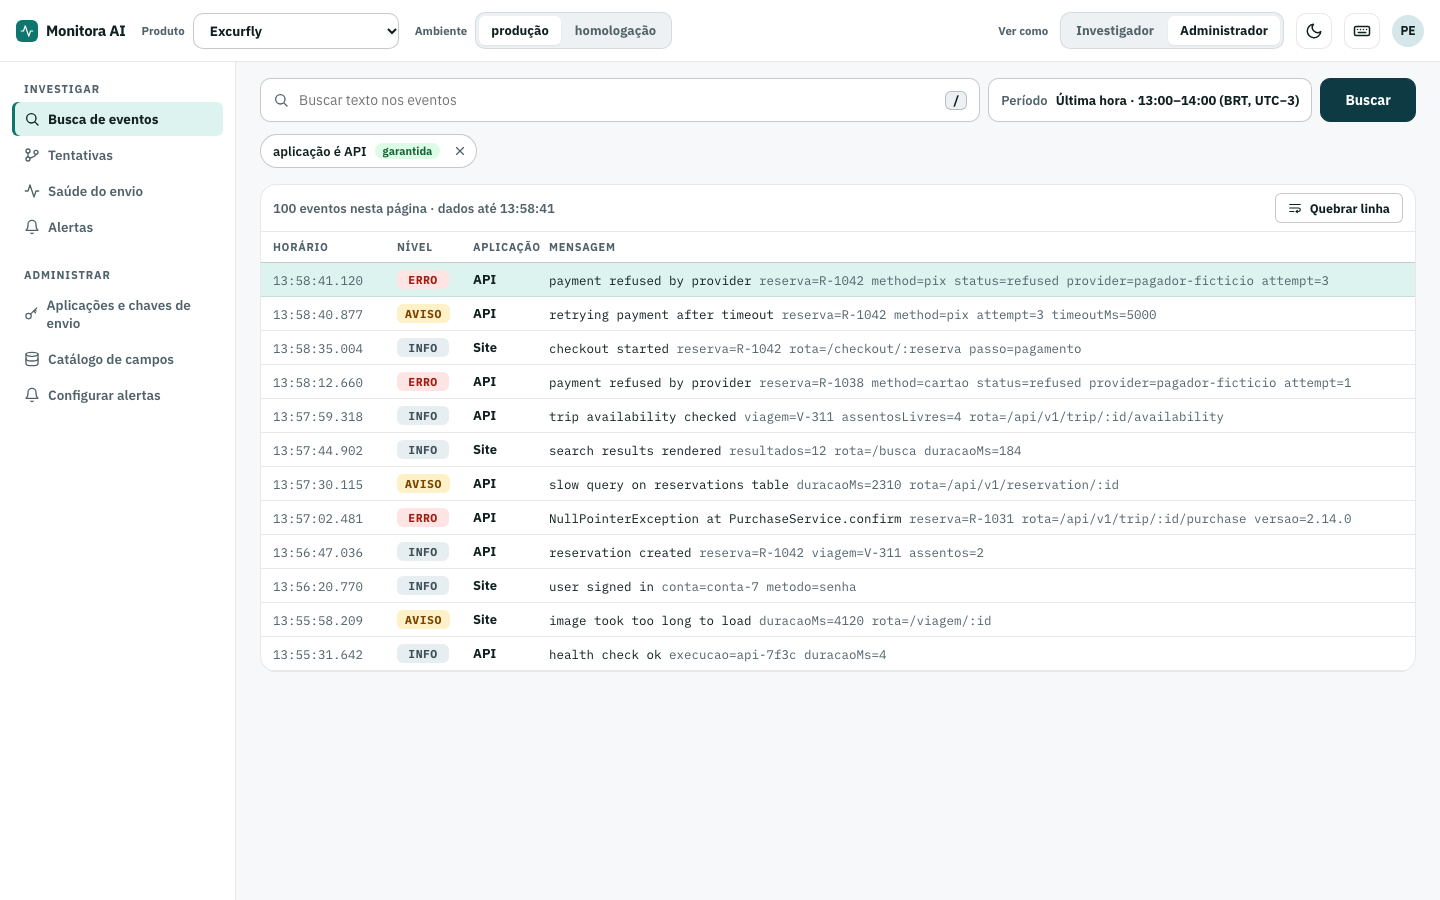 Monitora AI Produto Excurfly Ambiente produção homologação Ver como Investigador Administrador PE
INVESTIGAR
Busca de eventos
Tentativas
Saúde do envio
Alertas
ADMINISTRAR
Aplicações e chaves de
envio
Catálogo de campos
Configurar alertas
Buscar texto nos eventos / Período Última hora · 13:00–14:00 (BRT, UTC−3) Buscar
aplicação é API garantida ×
100 eventos nesta página · dados até 13:58:41 Quebrar linha
HORÁRIO NÍVEL APLICAÇÃO MENSAGEM
13:58:41.120 ERRO API payment refused by provider reserva=R-1042 method=pix status=refused provider=pagador-ficticio attempt=3
13:58:40.877 AVISO API retrying payment after timeout reserva=R-1042 method=pix attempt=3 timeoutMs=5000
13:58:35.004 INFO Site checkout started reserva=R-1042 rota=/checkout/:reserva passo=pagamento
13:58:12.660 ERRO API payment refused by provider reserva=R-1038 method=cartao status=refused provider=pagador-ficticio attempt=1
13:57:59.318 INFO API trip availability checked viagem=V-311 assentosLivres=4 rota=/api/v1/trip/:id/availability
13:57:44.902 INFO Site search results rendered resultados=12 rota=/busca duracaoMs=184
13:57:30.115 AVISO API slow query on reservations table duracaoMs=2310 rota=/api/v1/reservation/:id
13:57:02.481 ERRO API NullPointerException at PurchaseService.confirm reserva=R-1031 rota=/api/v1/trip/:id/purchase versao=2.14.0
13:56:47.036 INFO API reservation created reserva=R-1042 viagem=V-311 assentos=2
13:56:20.770 INFO Site user signed in conta=conta-7 metodo=senha
13:55:58.209 AVISO Site image took too long to load duracaoMs=4120 rota=/viagem/:id
13:55:31.642 INFO API health check ok execucao=api-7f3c duracaoMs=4